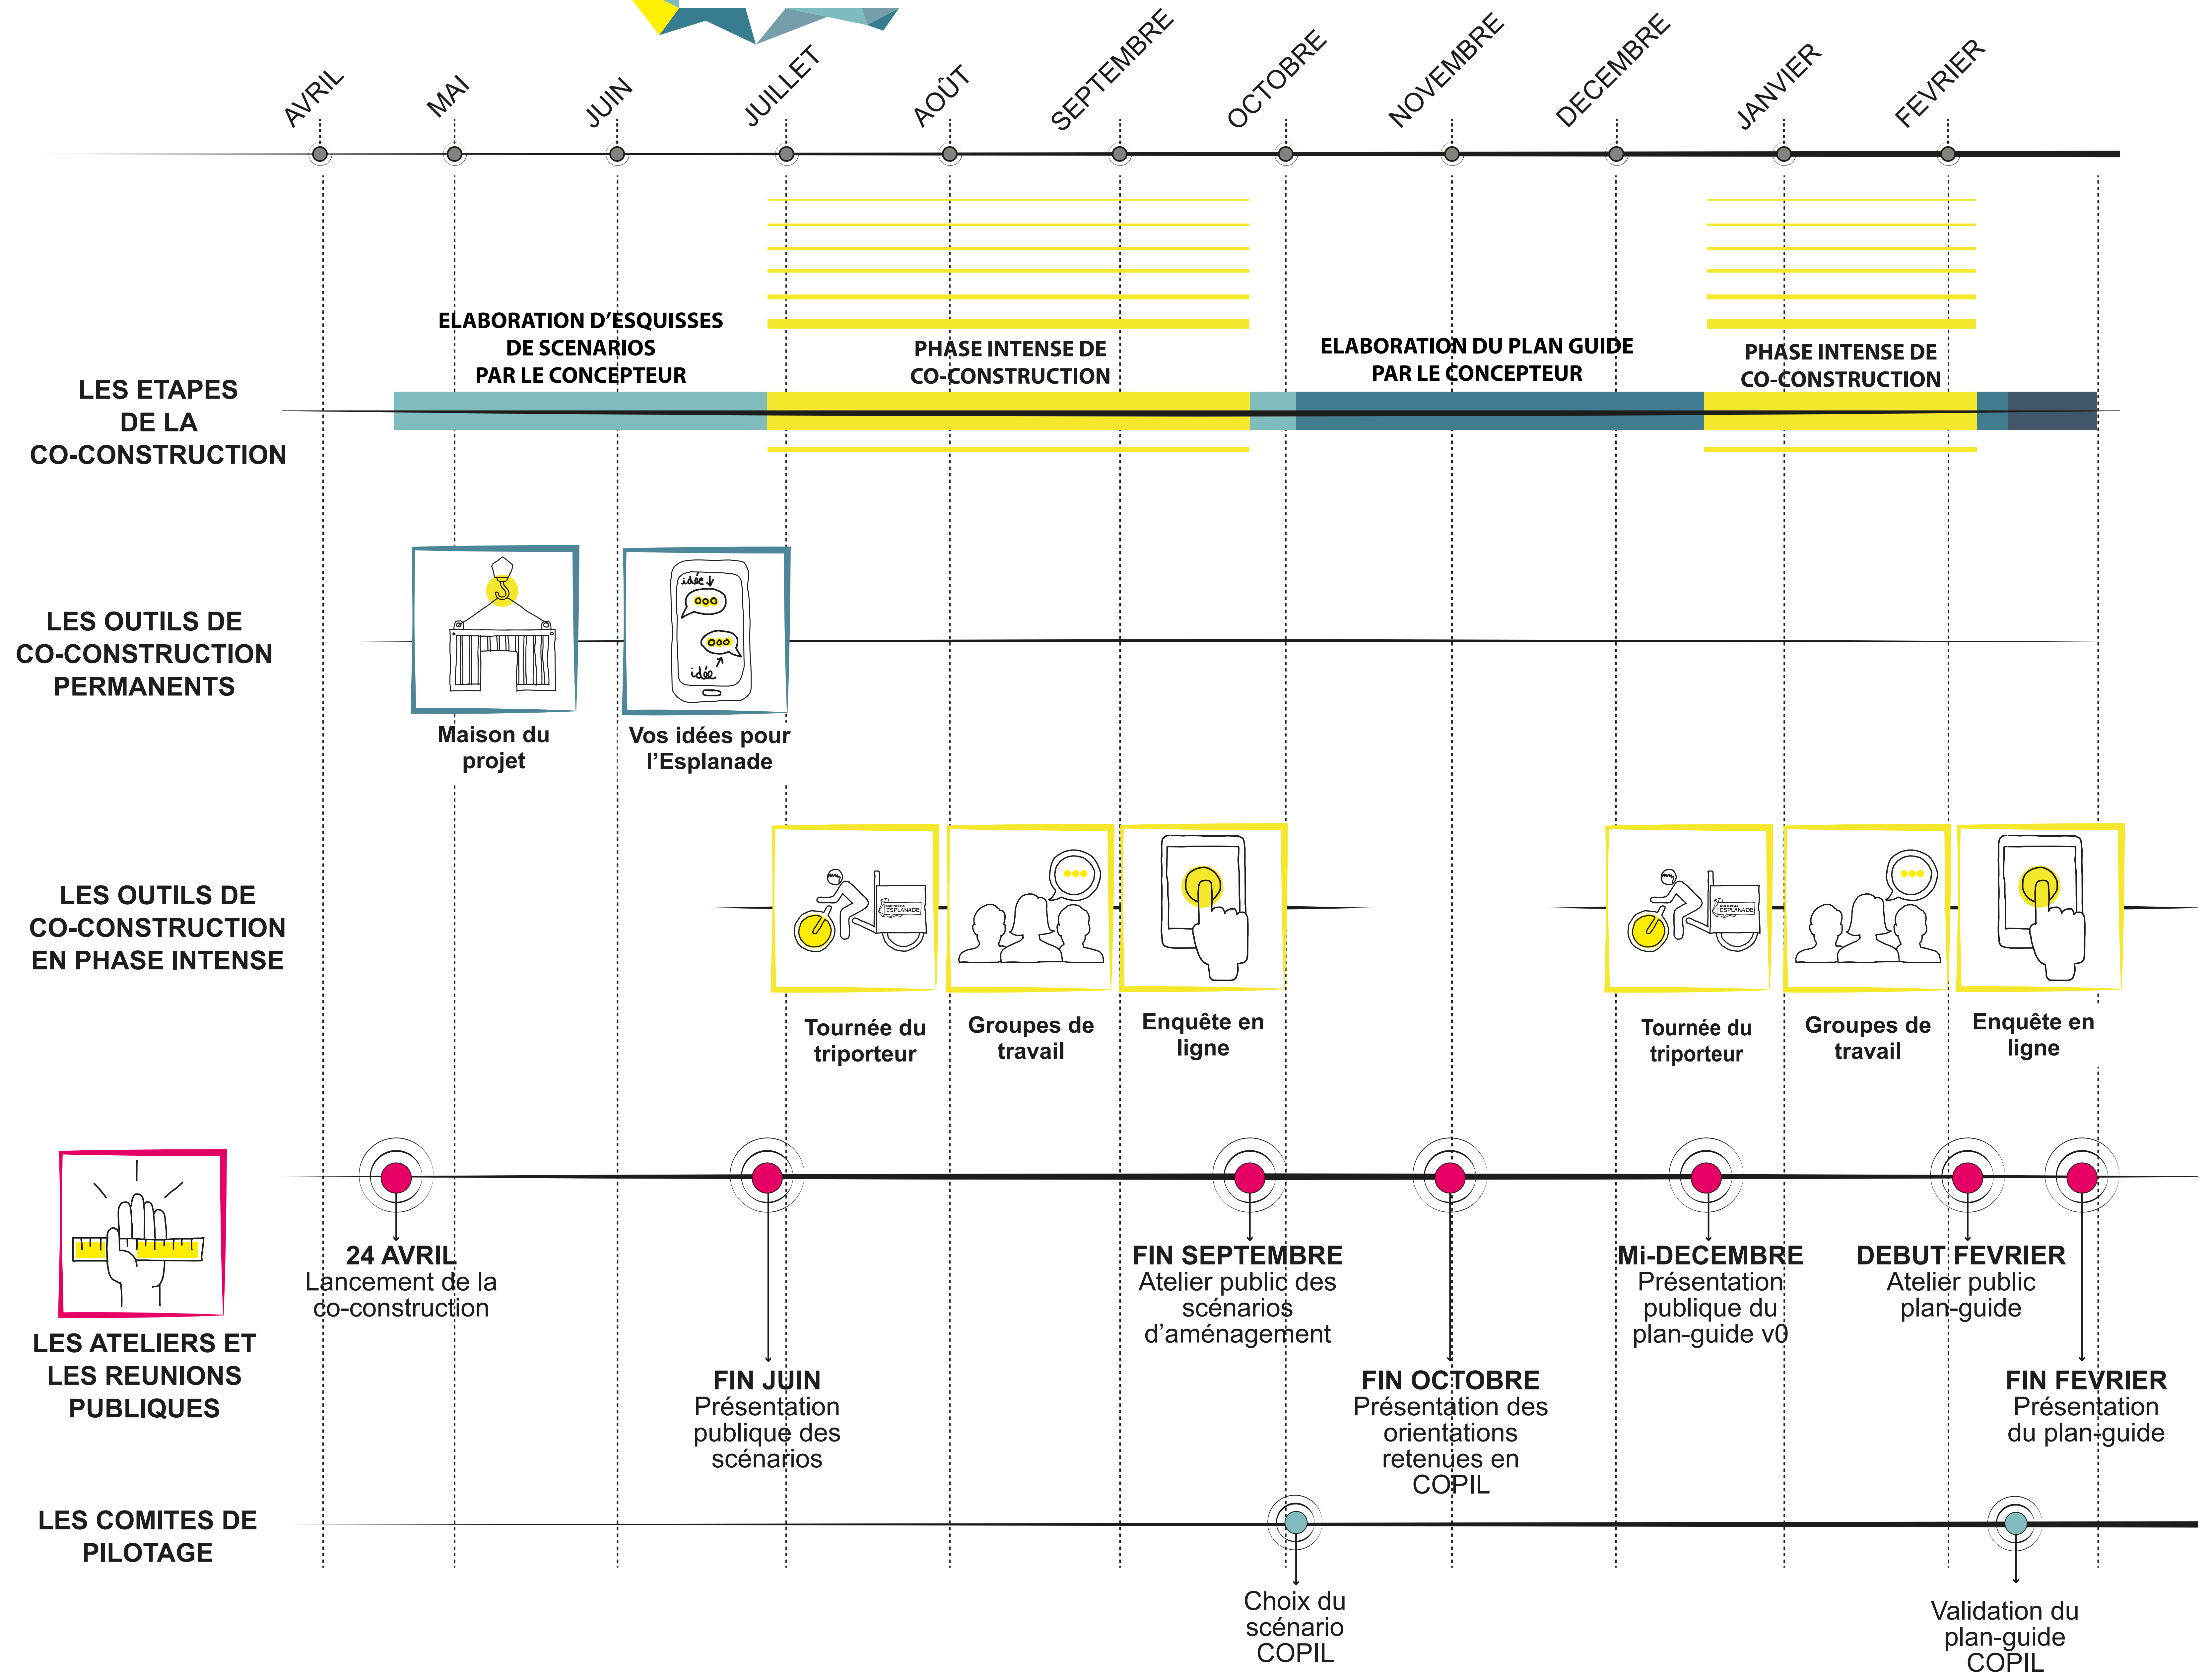 AVRIL
MAI
JUIN
JUILLET
AOÛT
SEPTEMBRE
OCTOBRE
NOVEMBRE
DECEMBRE
JANVIER
FEVRIER
LES ETAPES
DE LA
CO-CONSTRUCTION
ELABORATION D'ESQUISSES
DE SCENARIOS
PAR LE CONCEPTEUR
PHASE INTENSE DE
CO-CONSTRUCTION
ELABORATION DU PLAN GUIDE
PAR LE CONCEPTEUR
PHASE INTENSE DE
CO-CONSTRUCTION
LES OUTILS DE
CO-CONSTRUCTION
PERMANENTS
idée
idée
Maison du
projet
Vos idées pour
l'Esplanade
LES OUTILS DE
CO-CONSTRUCTION
EN PHASE INTENSE
GRENOBLE
ESPLANADE
Tournée du
triporteur
Groupes de
travail
Enquête en
ligne
GRENOBLE
ESPLANADE
Tournée du
triporteur
Groupes de
travail
Enquête en
ligne
LES ATELIERS ET
LES REUNIONS
PUBLIQUES
24 AVRIL
Lancement de la
co-construction
FIN JUIN
Présentation
publique des
scénarios
FIN SEPTEMBRE
Atelier public des
scénarios
d'aménagement
FIN OCTOBRE
Présentation des
orientations
retenues en
COPIL
Mi-DECEMBRE
Présentation
publique du
plan-guide v0
DEBUT FEVRIER
Atelier public
plan-guide
FIN FEVRIER
Présentation
du plan-guide
LES COMITES DE
PILOTAGE
Choix du
scénario
COPIL
Validation du
plan-guide
COPIL